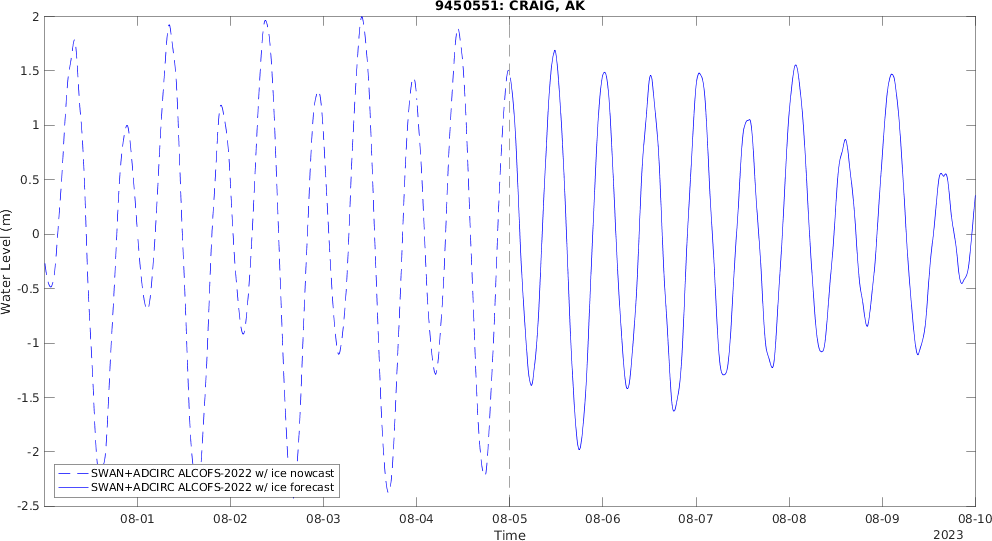 9450551: CRAIG, AK
2
1.5
1
0.5
0
-0.5
-1
-1.5
-2
-2.5
Water Level (m)
SWAN+ADCIRC ALCOFS-2022 w/ ice nowcast
SWAN+ADCIRC ALCOFS-2022 w/ ice forecast
08-01 08-02 08-03 08-04 08-05 08-06 08-07 08-08 08-09 08-10
Time
2023